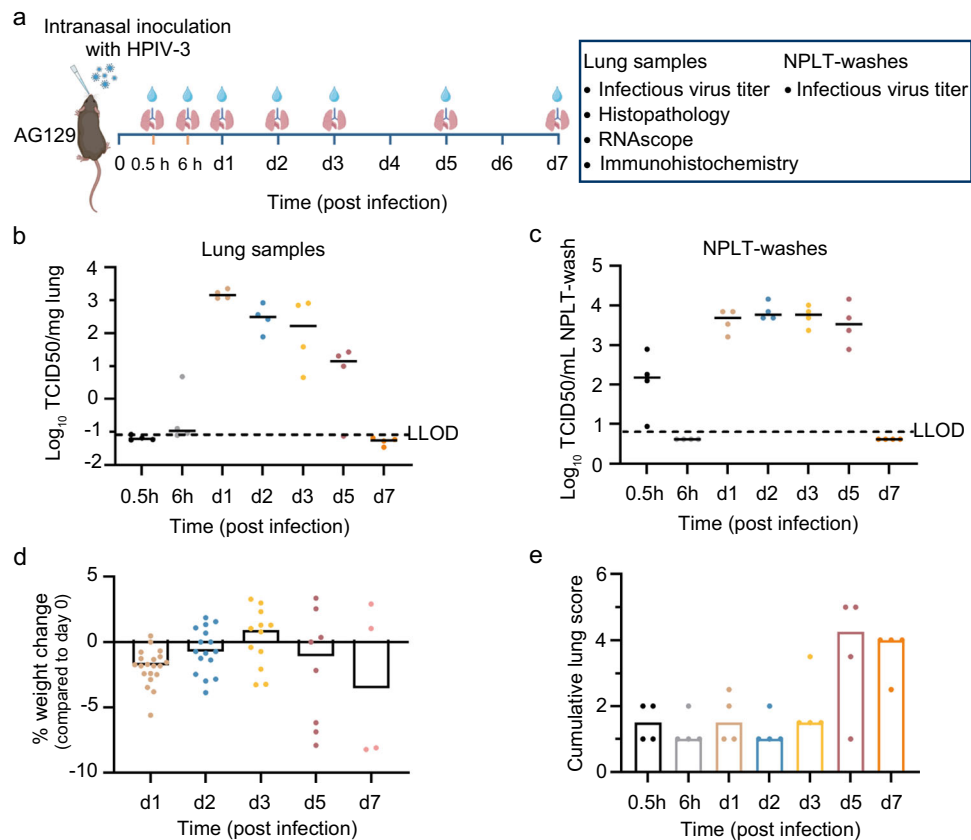 a
Intranasal inoculation
with HPIV-3
AG129
0 0.5 h 6 h d1 d2 d3 d4 d5 d6 d7
Time (post infection)
Lung samples
• Infectious virus titer
• Histopathology
• RNAscope
• Immunohistochemistry
NPLT-washes
• Infectious virus titer
b
Lung samples
Log10 TCID50/mg lung
4
3
2
1
0
-1
-2
LLOD
0.5h 6h d1 d2 d3 d5 d7
Time (post infection)
c
NPLT-washes
Log10 TCID50/mL NPLT-wash
5
4
3
2
1
0
LLOD
0.5h 6h d1 d2 d3 d5 d7
Time (post infection)
d
% weight change
(compared to day 0)
5
0
-5
-10
d1 d2 d3 d5 d7
Time (post infection)
e
Cumulative lung score
6
4
2
0
0.5h 6h d1 d2 d3 d5 d7
Time (post infection)